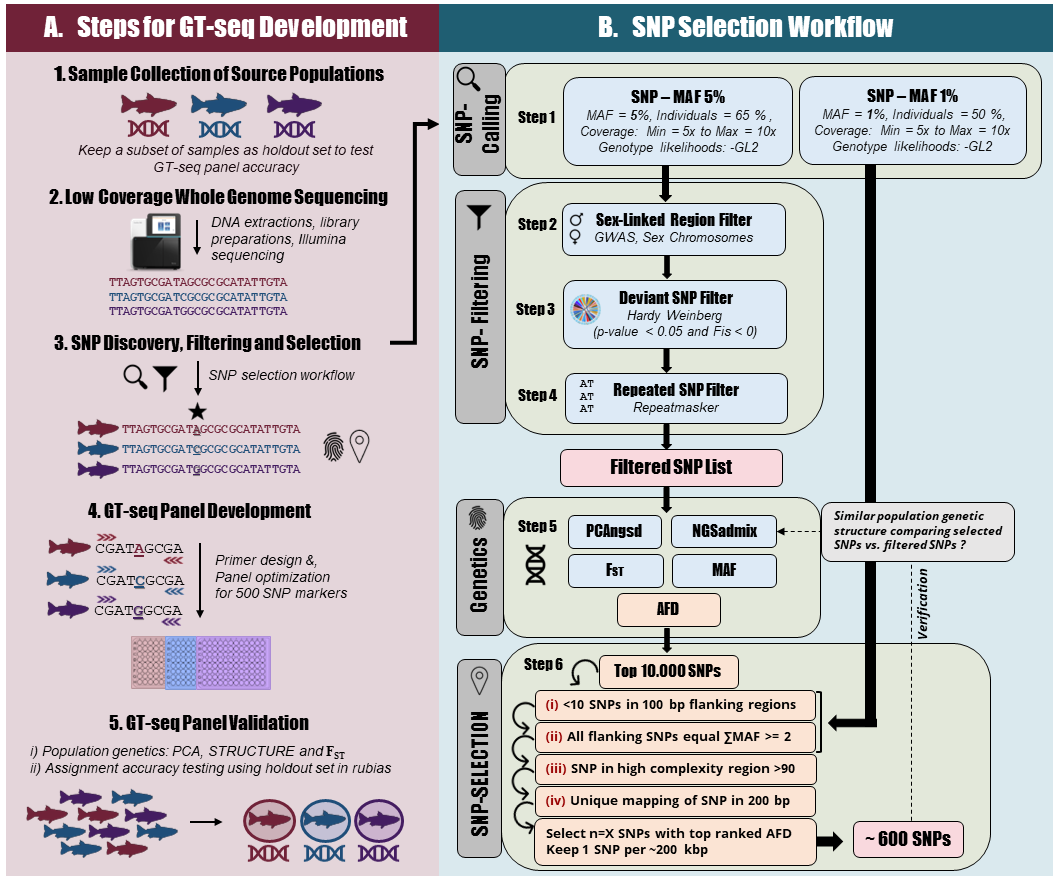 A. Steps for GT-seq Development
1. Sample Collection of Source Populations
Keep a subset of samples as holdout set to test
GT-seq panel accuracy
2. Low Coverage Whole Genome Sequencing
DNA extractions, library
preparations, Illumina
sequencing
TTAGTGCGATAGCGCGCATATTGTA
TTAGTGCGATCGCGCGCATATTGTA
TTAGTGCGATGGCGCGCATATTGTA
3. SNP Discovery, Filtering and Selection
SNP selection workflow
TTAGTGCGATAGCGCGCATATTGTA
TTAGTGCGATCGCGCGCATATTGTA
TTAGTGCGATGGCGCGCATATTGTA
4. GT-seq Panel Development
CGATAGCGA
CGATCGCGA
CGATGGCGA
Primer design &,
Panel optimization
for 500 SNP markers
5. GT-seq Panel Validation
i) Population genetics: PCA, STRUCTURE and FST
ii) Assignment accuracy testing using holdout set in rubias
B. SNP Selection Workflow
SNP-
Calling
Step 1
SNP – MAF 5%
MAF = 5%, Individuals = 65 % ,
Coverage: Min = 5x to Max = 10x
Genotype likelihoods: -GL2
SNP – MAF 1%
MAF = 1%, Individuals = 50 %,
Coverage: Min = 5x to Max = 10x
Genotype likelihoods: -GL2
SNP- Filtering
Step 2
Sex-Linked Region Filter
GWAS, Sex Chromosomes
Step 3
Deviant SNP Filter
Hardy Weinberg
(p-value < 0.05 and Fis < 0)
Step 4
AT
AT
AT
Repeated SNP Filter
Repeatmasker
Filtered SNP List
Genetics
Step 5
PCAngsd
NGSadmix
FST
MAF
AFD
Similar population genetic
structure comparing selected
SNPs vs. filtered SNPs ?
Verification
SNP-SELECTION
Step 6
Top 10.000 SNPs
(i) <10 SNPs in 100 bp flanking regions
(ii) All flanking SNPs equal ∑MAF >= 2
(iii) SNP in high complexity region >90
(iv) Unique mapping of SNP in 200 bp
Select n=X SNPs with top ranked AFD
Keep 1 SNP per ~200 kbp
~ 600 SNPs